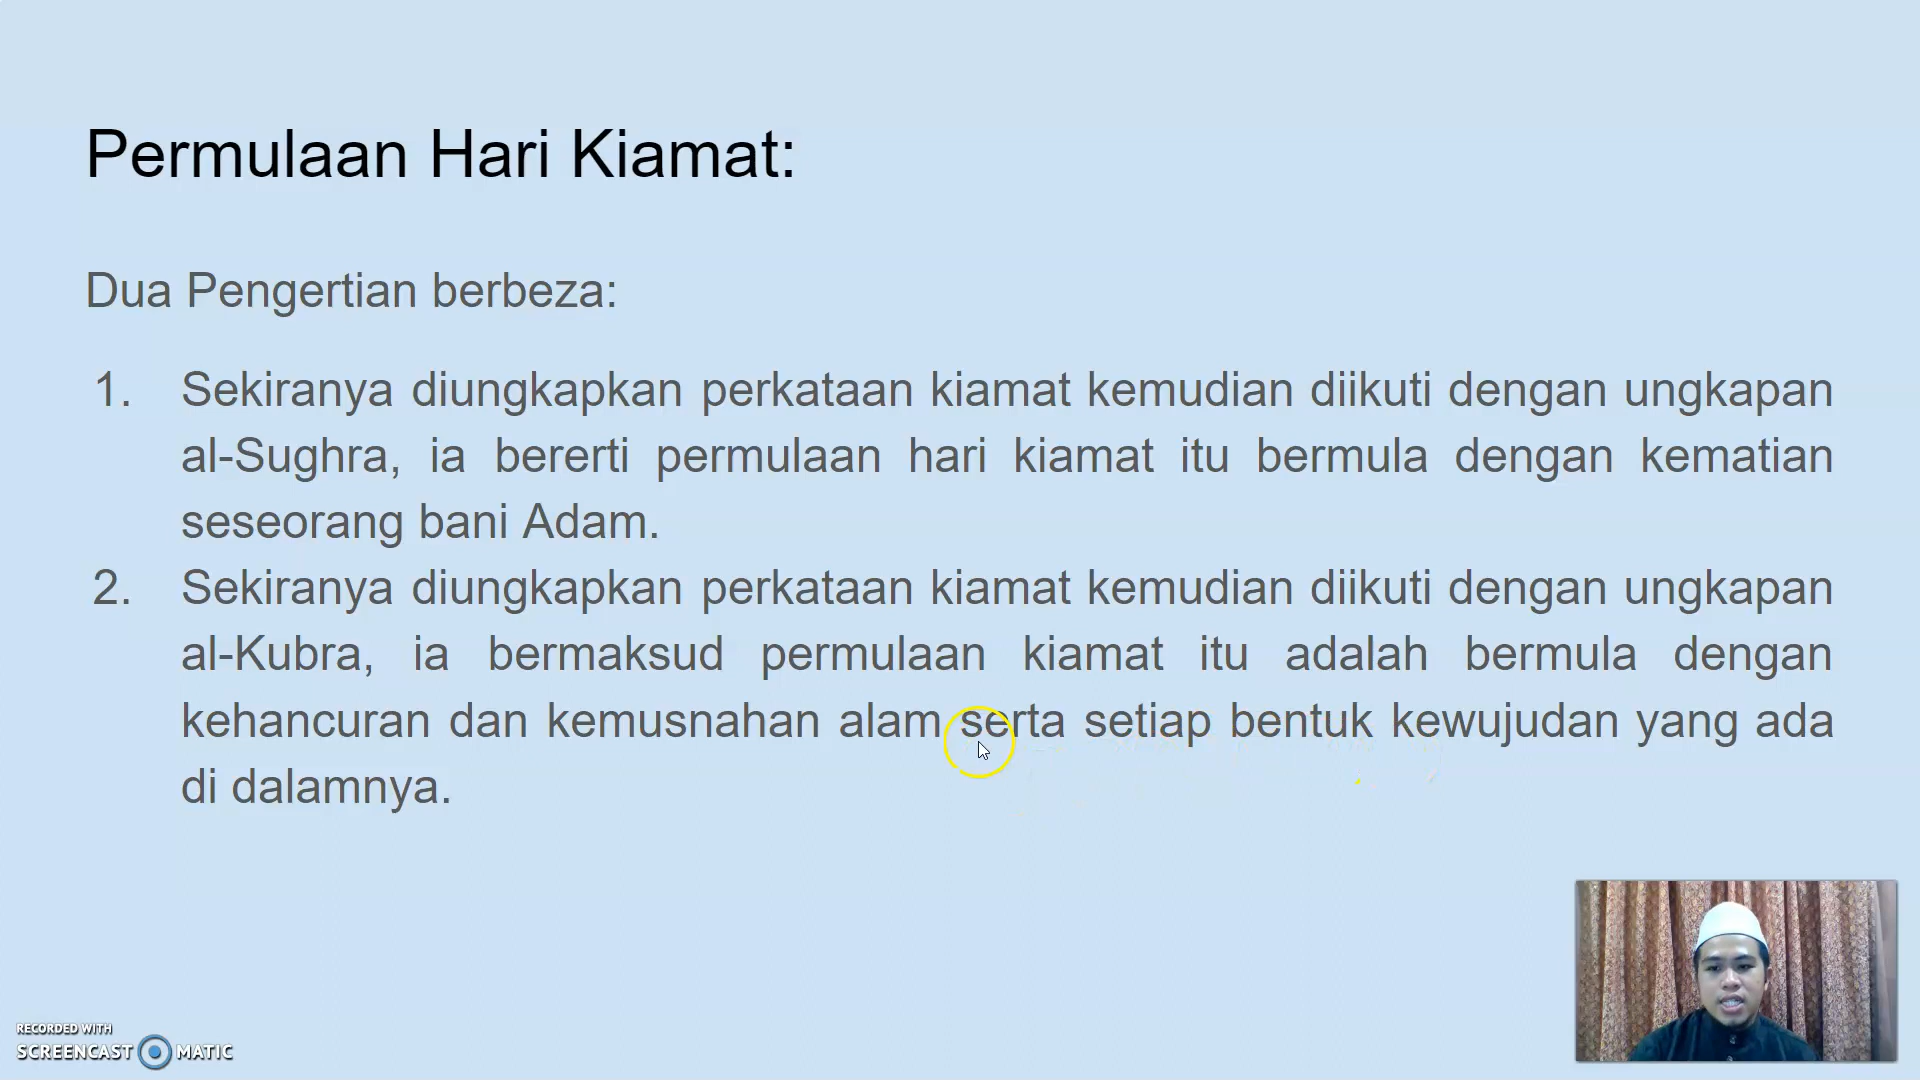 Permulaan Hari Kiamat:
Dua Pengertian berbeza:
1. Sekiranya diungkapkan perkataan kiamat kemudian diikuti dengan ungkapan
al-Sughra, ia bererti permulaan hari kiamat itu bermula dengan kematian
seseorang bani Adam.
2. Sekiranya diungkapkan perkataan kiamat kemudian diikuti dengan ungkapan
al-Kubra, ia bermaksud permulaan kiamat itu adalah bermula dengan
kehancuran dan kemusnahan alam serta setiap bentuk kewujudan yang ada
di dalamnya.
RECORDED WITH
SCREENCAST MATIC